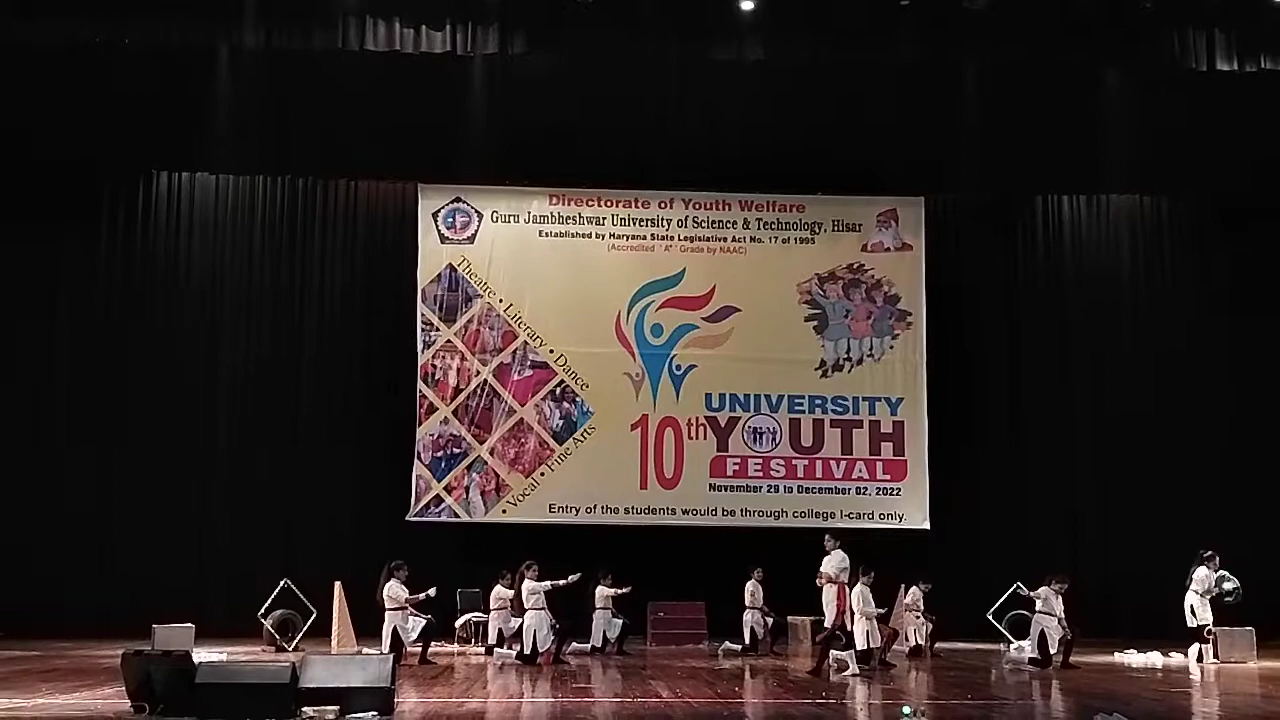 Directorate of Youth Welfare
Guru Jambheshwar University of Science & Technology, Hisar
Established by Haryana State Legislative Act No. 17 of 1995
(Accredited 'A' Grade by NAAC)
Theatre • Literary • Dance
• Vocal • Fine Arts
10th
UNIVERSITY
YOUTH
FESTIVAL
November 29 to December 02, 2022
Entry of the students would be through college I-card only.